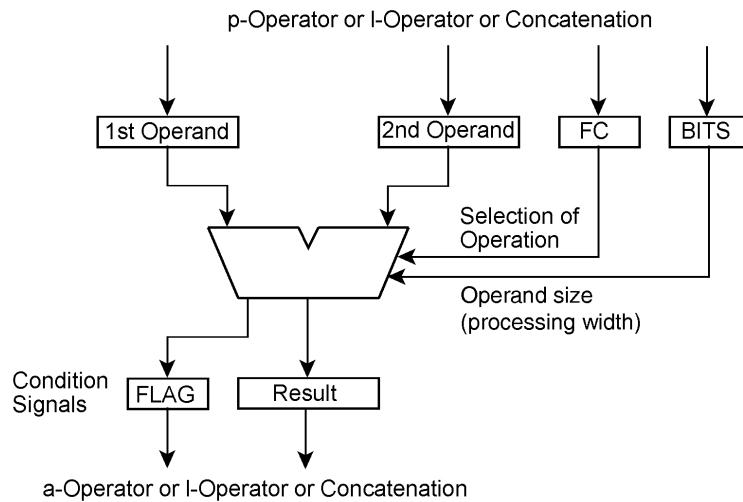 p-Operator or l-Operator or Concatenation
1st Operand
2nd Operand
FC
BITS
Selection of
Operation
Operand size
(processing width)
Condition
Signals
FLAG
Result
a-Operator or l-Operator or Concatenation